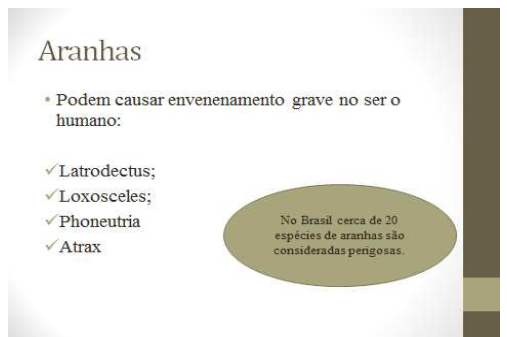 Aranhas
• Podem causar envenenamento grave no ser o
humano:
✓Latrodectus;
✓Loxosceles;
✓Phoneutria
✓Atrax
No Brasil cerca de 20
espécies de aranhas são
consideradas perigosas.